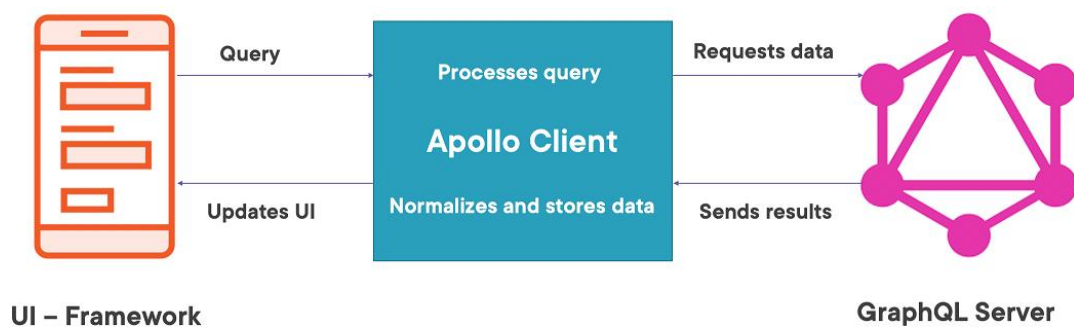 Query
Requests data
Processes query
Apollo Client
Normalizes and stores data
Updates UI
Sends results
UI – Framework
GraphQL Server